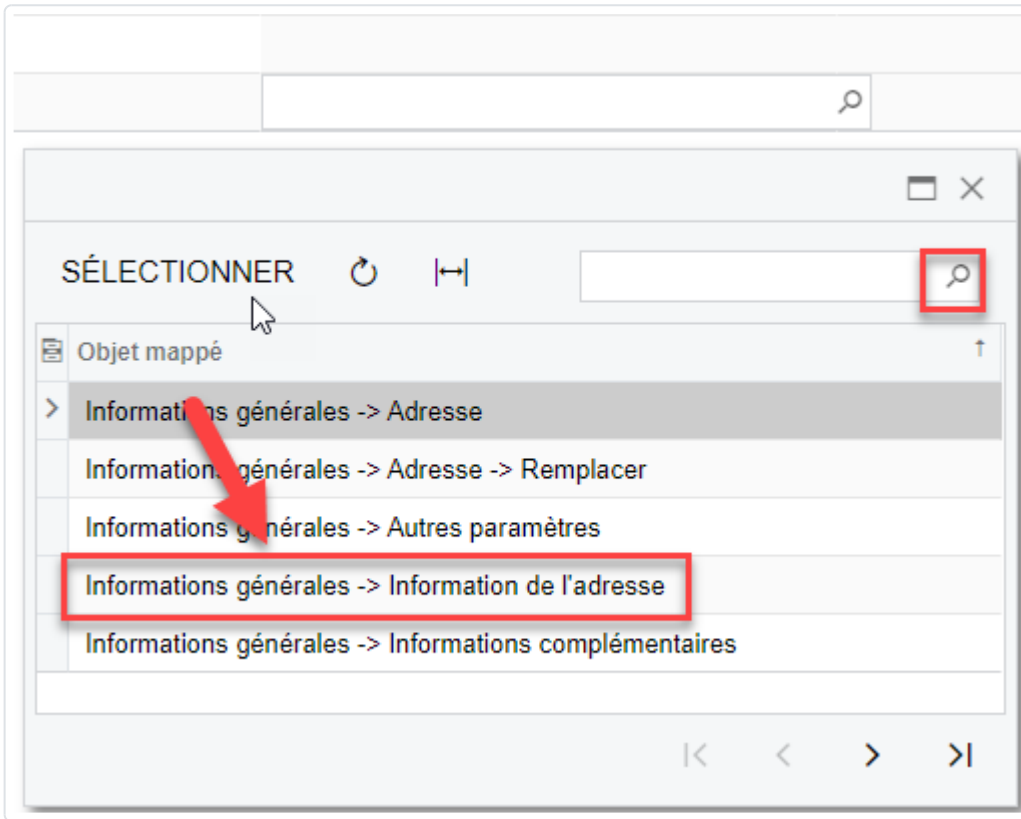 SÉLECTIONNER
Objet mappé
Informations générales -> Adresse
Informations générales -> Adresse -> Remplacer
Informations générales -> Autres paramètres
Informations générales -> Information de l'adresse
Informations générales -> Informations complémentaires